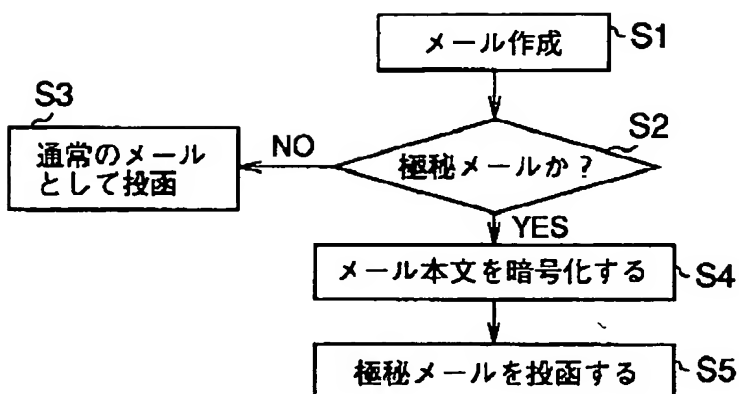 メール作成
S1
S3
S2
通常のメール
として投函
NO
極秘メールか?
YES
メール本文を暗号化する
S4
極秘メールを投函する
S5